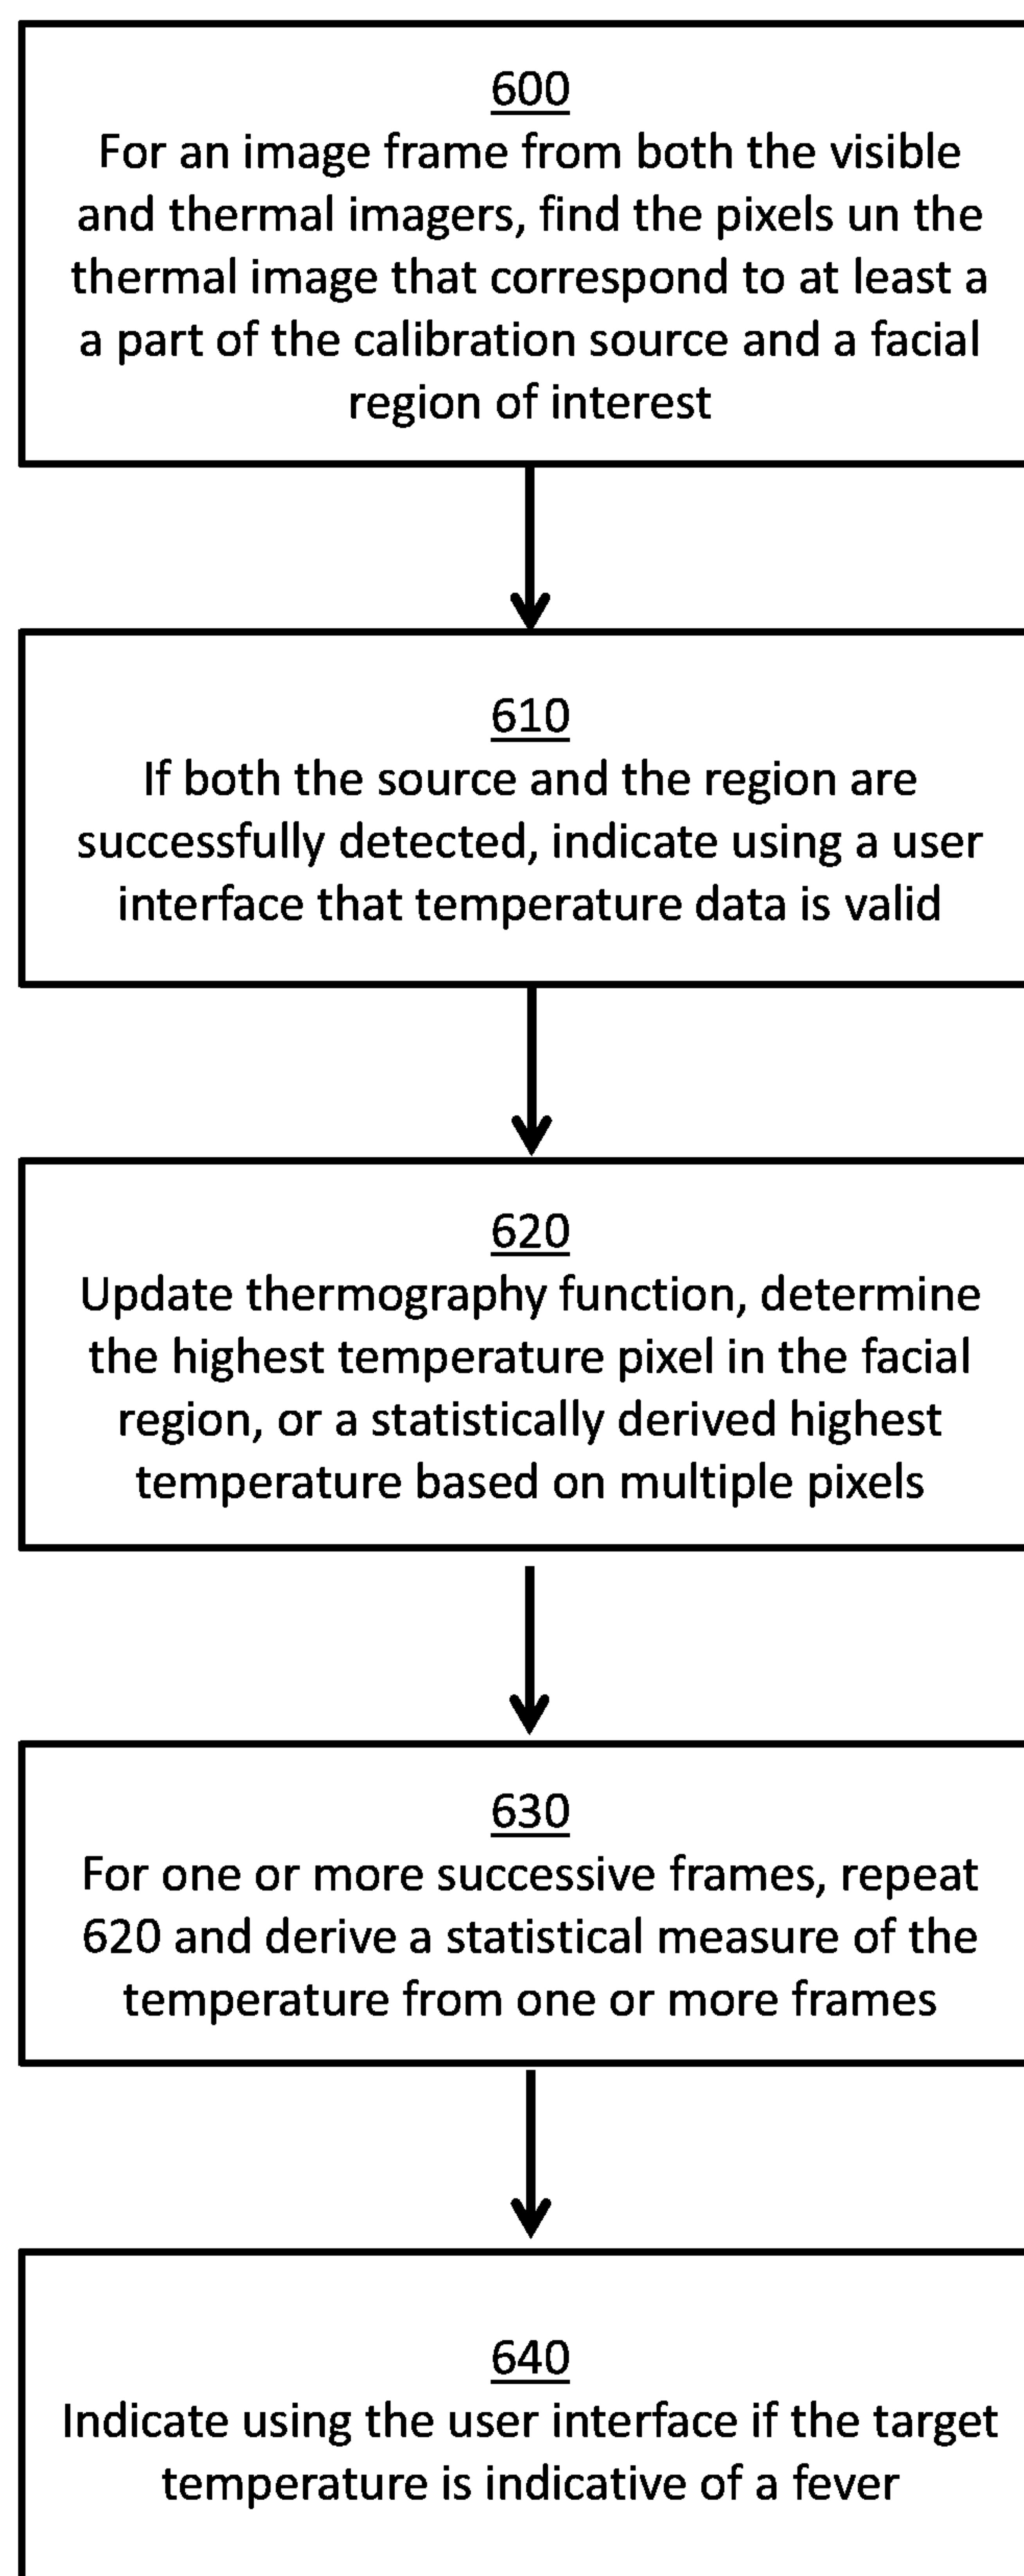 600
For an image frame from both the visible
and thermal imagers, find the pixels un the
thermal image that correspond to at least a
a part of the calibration source and a facial
region of interest
610
If both the source and the region are
successfully detected, indicate using a user
interface that temperature data is valid
620
Update thermography function, determine
the highest temperature pixel in the facial
region, or a statistically derived highest
temperature based on multiple pixels
630
For one or more successive frames, repeat
620 and derive a statistical measure of the
temperature from one or more frames
640
Indicate using the user interface if the target
temperature is indicative of a fever